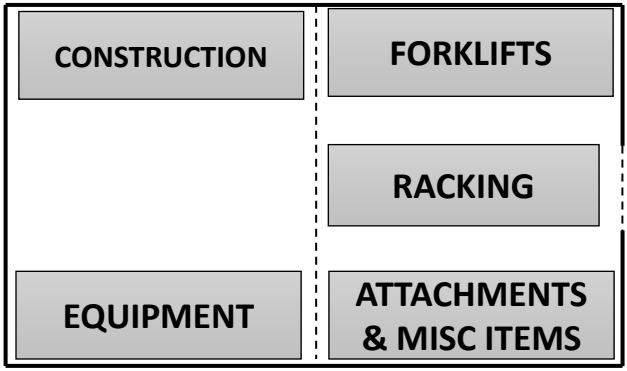 CONSTRUCTION
FORKLIFTS
RACKING
EQUIPMENT
ATTACHMENTS
& MISC ITEMS